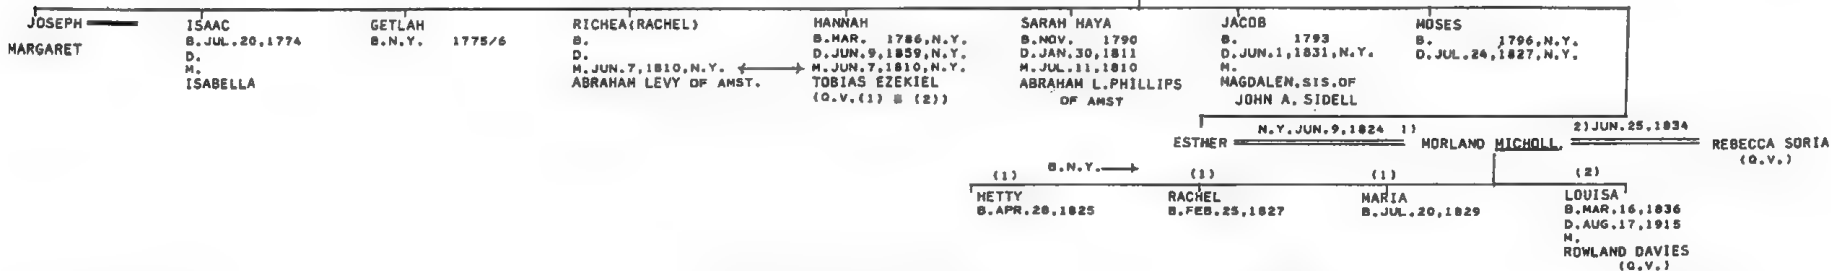 JOSEPH
MARGARET
ISAAC
B.JUL.20,1774
D.
M.
ISABELLA
GETLAH
B.N.Y. 1775/6
RICHEA(RACHEL)
B.
D.
M.JUN.7,1810,N.Y.
ABRAHAM LEVY OF AMST.
HANNAH
B.MAR. 1786,N.Y.
D.JUN.9,1859,N.Y.
M.JUN.7,1810,N.Y.
TOBIAS EZEKIEL
(Q.V.(1) & (2))
SARAH HAYA
B.NOV. 1790
D.JAN.30,1811
M.JUL.11,1810
ABRAHAM L.PHILLIPS
OF AMST
JACOB
B. 1793
D.JUN.1,1831,N.Y.
M.
MAGDALEN,SIS.OF
JOHN A. SIDELL
MOSES
B. 1796,N.Y.
D.JUL.24,1827,N.Y.
ESTHER N.Y.JUN.9,1824 1) MORLAND MICHOLL, 2)JUN.25,1834 REBECCA SORIA
(Q.V.)
B.N.Y.
(1)
HETTY
B.APR.28,1825
(1)
RACHEL
B.FEB.25,1827
(1)
MARIA
B.JUL.20,1829
(2)
LOUISA
B.MAR.16,1836
D.AUG.17,1915
M.
ROWLAND DAVIES
(Q.V.)